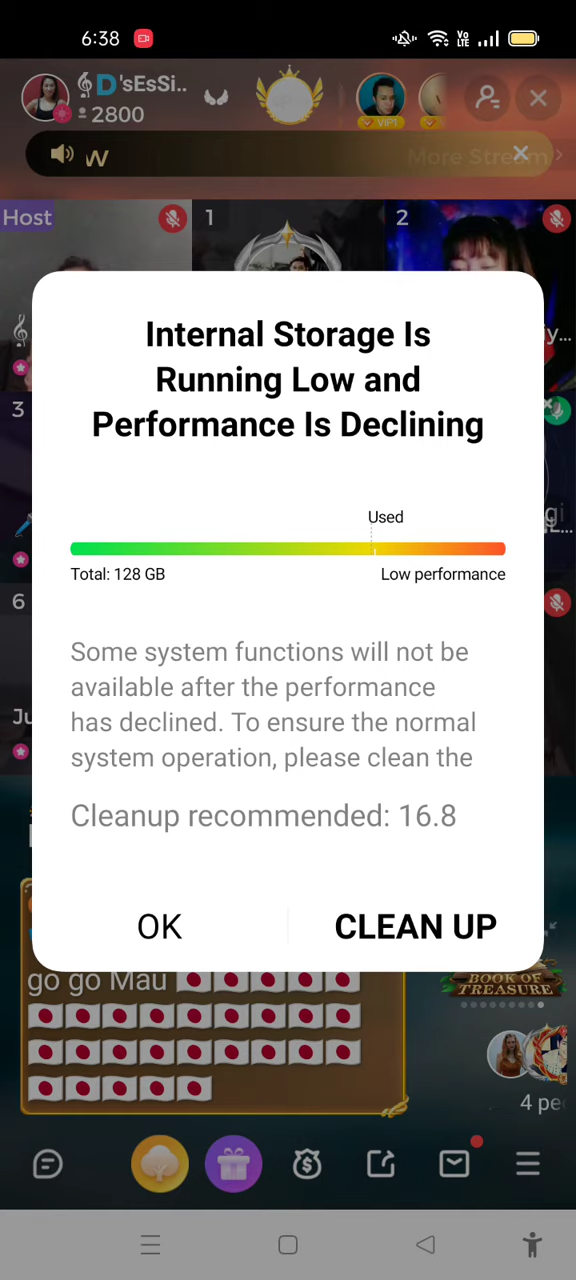 6:38
Vo LTE
D'sEsSi..
2800
VIP1
W
More Stream
Host
1
2
3
6
Internal Storage Is
Running Low and
Performance Is Declining
Used
Total: 128 GB
Low performance
Some system functions will not be
available after the performance
has declined. To ensure the normal
system operation, please clean the
Cleanup recommended: 16.8
OK
CLEAN UP
go go Mau 🇯🇵🇯🇵🇯🇵🇯🇵🇯🇵
🇯🇵🇯🇵🇯🇵🇯🇵🇯🇵🇯🇵🇯🇵🇯🇵🇯🇵
🇯🇵🇯🇵🇯🇵🇯🇵🇯🇵🇯🇵🇯🇵🇯🇵🇯🇵
🇯🇵🇯🇵🇯🇵🇯🇵🇯🇵
BOOK OF
TREASURE
4 pe